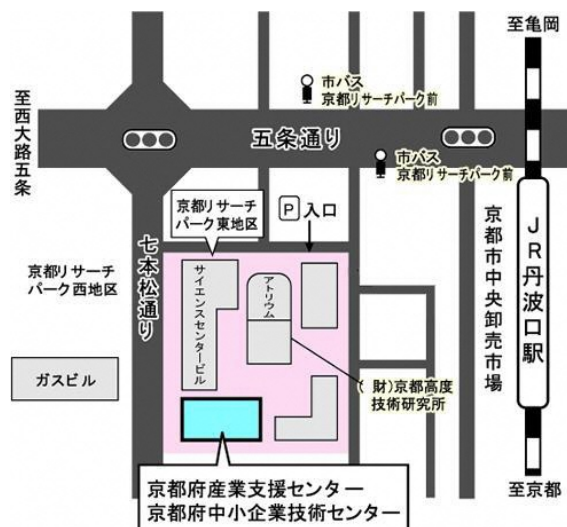 至亀岡
市バス
京都リサーチパーク前
至西大路五条
五条通り
市バス
京都リサーチパーク前
京都リサーチ
パーク東地区
P 入口
七本松通り
京都リサーチ
パーク西地区
サイエンスセンタービル
アトリウム
京都市中央卸売市場
JR丹波口駅
ガスビル
(財)京都高度
技術研究所
京都府産業支援センター
京都府中小企業技術センター
至京都